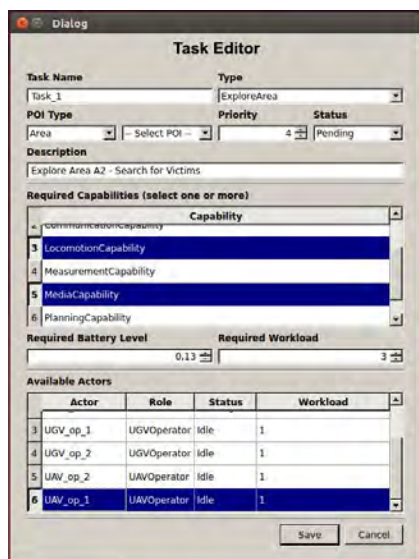 Dialog
Task Editor
Task Name Type
Task_1 ExploreArea
POI Type Priority Status
Area -- Select POI -- 4 Pending
Description
Explore Area A2 - Search for Victims
Required Capabilities (select one or more)
Capability
2 CommunicationCapability
3 LocomotionCapability
4 MeasurementCapability
5 MediaCapability
6 PlanningCapability
Required Battery Level Required Workload
0,13 3
Available Actors
Actor Role Status Workload
3 UGV_op_1 UGVOperator Idle 1
4 UGV_op_2 UGVOperator Idle 1
5 UAV_op_2 UAVOperator Idle 1
6 UAV_op_1 UAVOperator Idle 1
Save Cancel